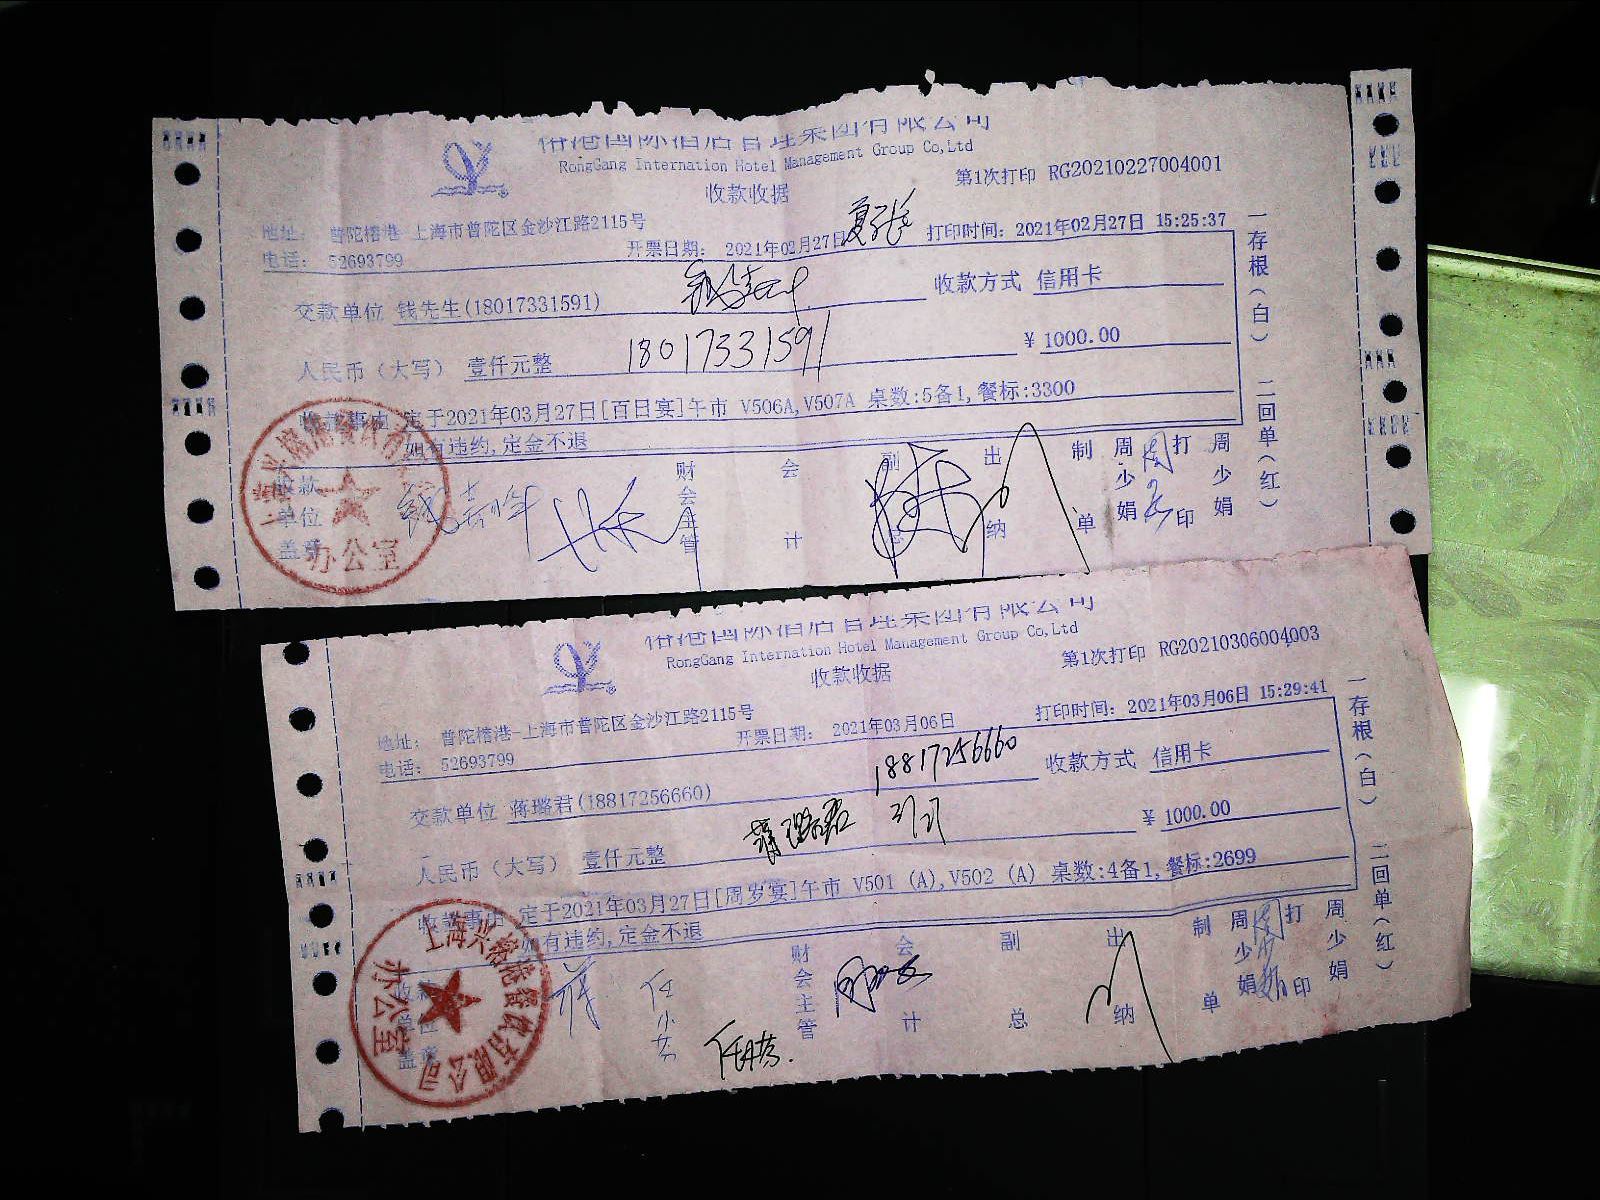 榕港国际酒店管理集团有限公司
RongGang Internation Hotel Management Group Co,Ltd
收款收据
第1次打印 RG20210227004001
地址： 普陀榕港-上海市普陀区金沙江路2115号
电话： 52693799
开票日期： 2021年02月27日
打印时间： 2021年02月27日 15:25:37
交款单位 钱先生(18017331591)
收款方式 信用卡
人民币（大写） 壹仟元整
18017331591
¥ 1000.00
收款事由 定于2021年03月27日[百日宴]午市 V506A,V507A 桌数:5备1,餐标:3300
如有违约,定金不退
收款单位盖章
办公室
财会主管
会计
副总
出纳
制单
周少娟
打印
周少娟
一存根（白）
二回单（红）
榕港国际酒店管理集团有限公司
RongGang Internation Hotel Management Group Co,Ltd
收款收据
第1次打印 RG20210306004003
地址： 普陀榕港-上海市普陀区金沙江路2115号
电话： 52693799
开票日期： 2021年03月06日
打印时间： 2021年03月06日 15:29:41
18817256660
交款单位 蒋璐君(18817256660)
收款方式 信用卡
人民币（大写） 壹仟元整
蒋璐君 3/27
¥ 1000.00
收款事由 定于2021年03月27日[周岁宴]午市 V501 (A),V502 (A) 桌数:4备1,餐标:2699
如有违约,定金不退
收款单位盖章
上海兴榕港餐饮有限公司
办公室
财会主管
会计
副总
出纳
制单
周少娟
打印
周少娟
一存根（白）
二回单（红）